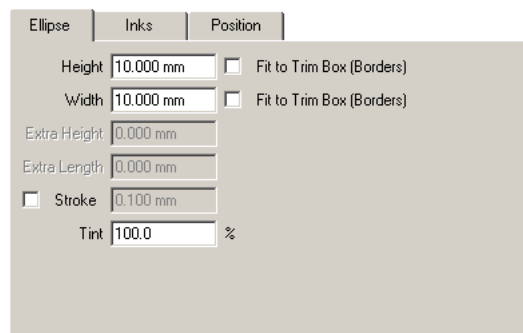 Ellipse Inks Position
Height 10.000 mm Fit to Trim Box (Borders)
Width 10.000 mm Fit to Trim Box (Borders)
Extra Height 0.000 mm
Extra Length 0.000 mm
Stroke 0.100 mm
Tint 100.0 %